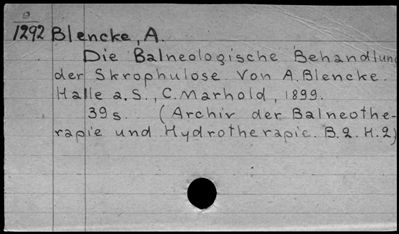 9
1292 Blencke, A.
Die Balneologische Behandlung
der Skrophulose. Von A. Blencke.
Halle a. S., C. Marhold, 1899.
39 s. (Archiv der Balneothe-
rapie und Hydrotherapie. B. 2. H. 2)